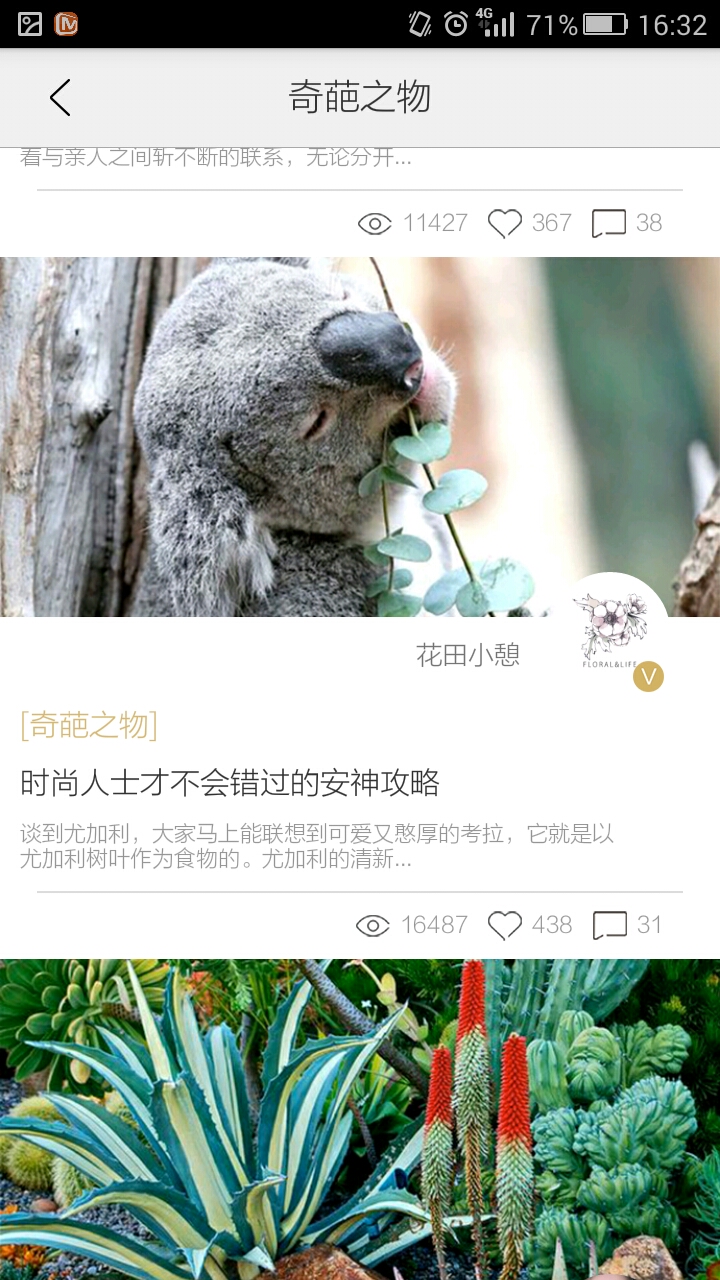 4G 71% 16:32
奇葩之物
着与亲人之间斩不断的联系，无论分开...
11427 367 38
花田小憩
FLORAL&LIFE
V
[奇葩之物]
时尚人士才不会错过的安神攻略
谈到尤加利，大家马上能联想到可爱又憨厚的考拉，它就是以
尤加利树叶作为食物的。尤加利的清新...
16487 438 31